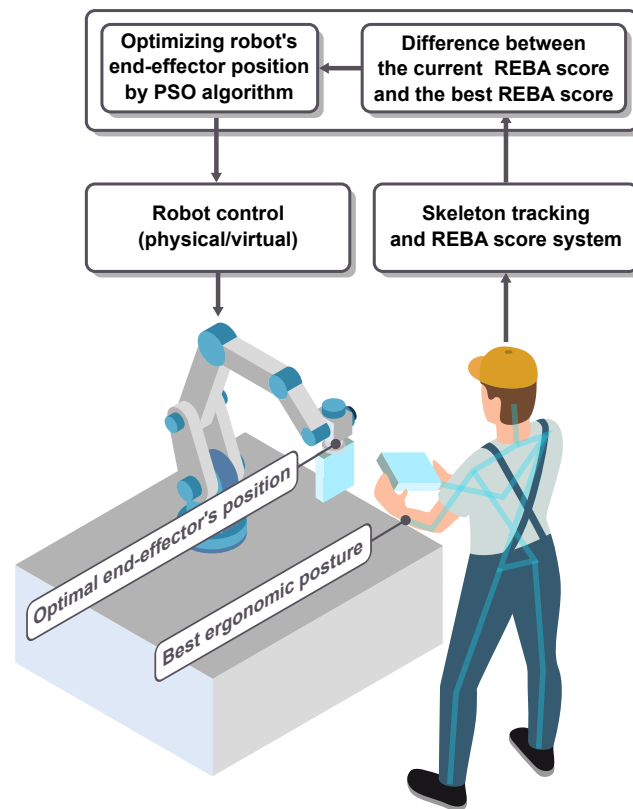 Optimizing robot's
end-effector position
by PSO algorithm
Difference between
the current REBA score
and the best REBA score
Robot control
(physical/virtual)
Skeleton tracking
and REBA score system
Optimal end-effector's position
Best ergonomic posture